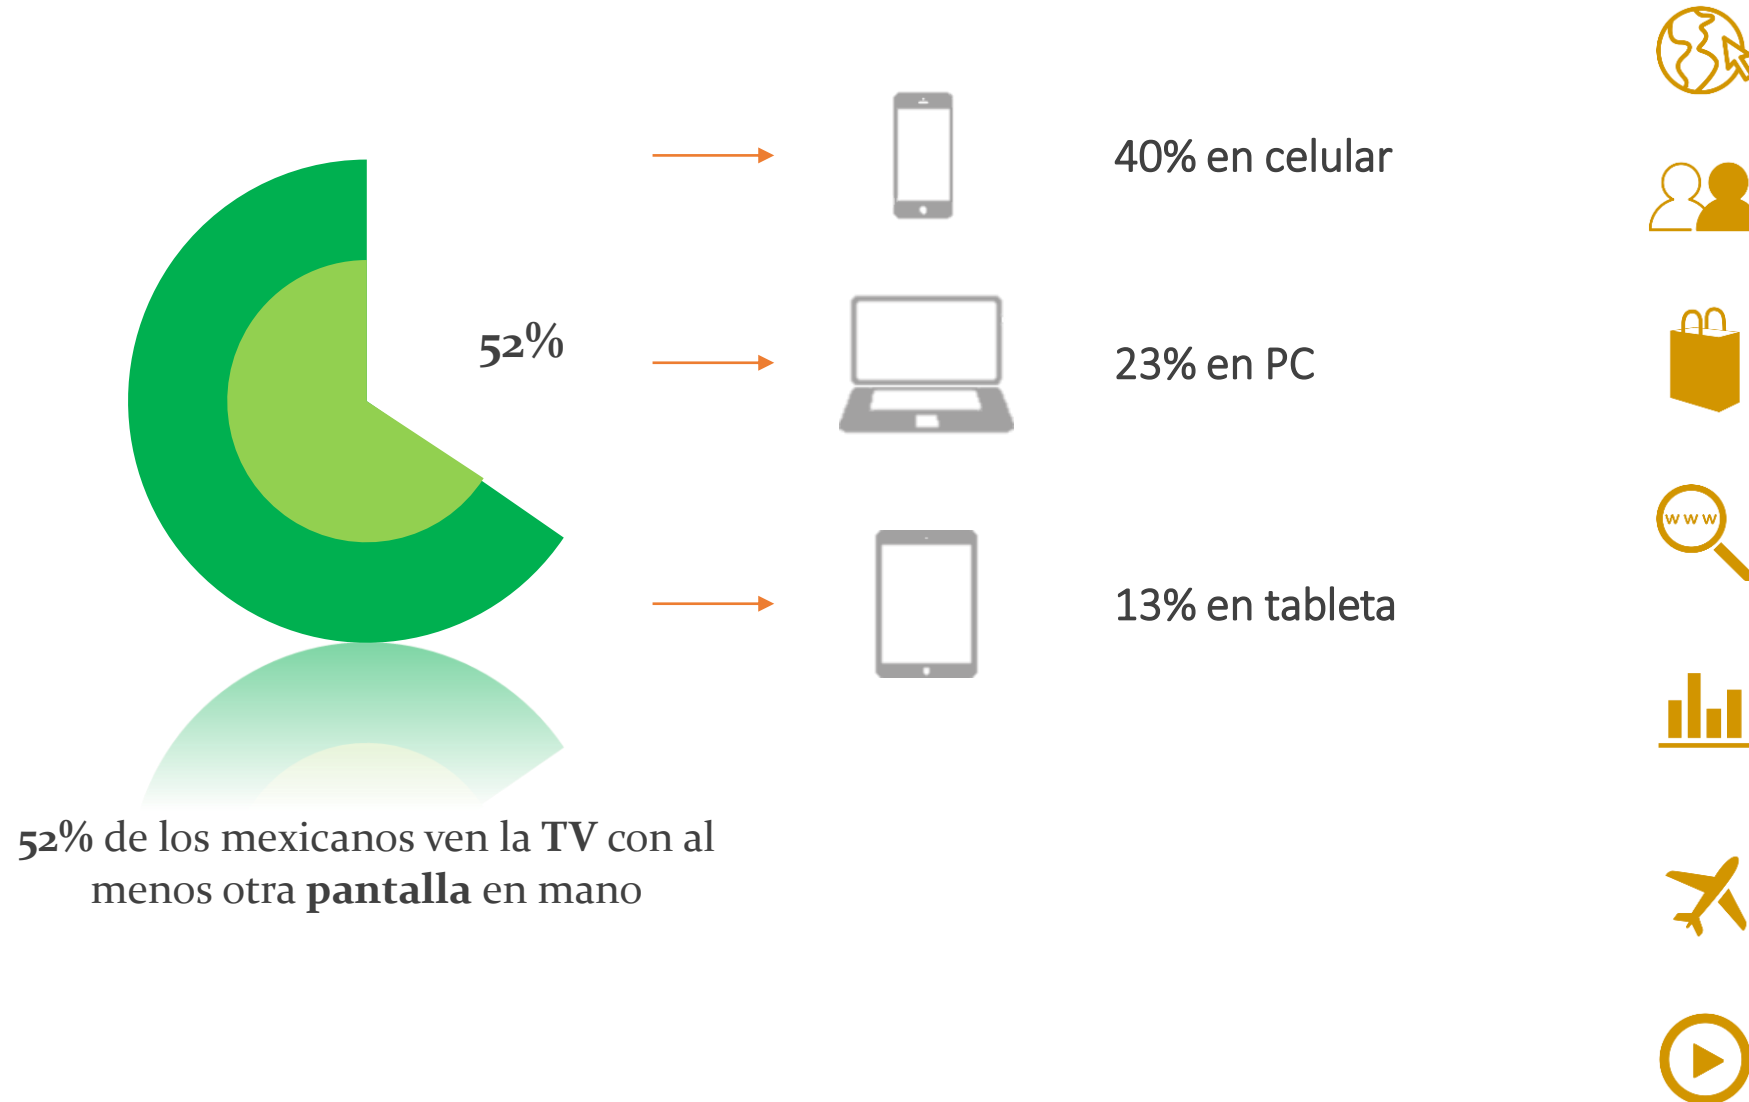 40% en celular
52%
23% en PC
www
13% en tableta
52% de los mexicanos ven la TV con al
menos otra pantalla en mano